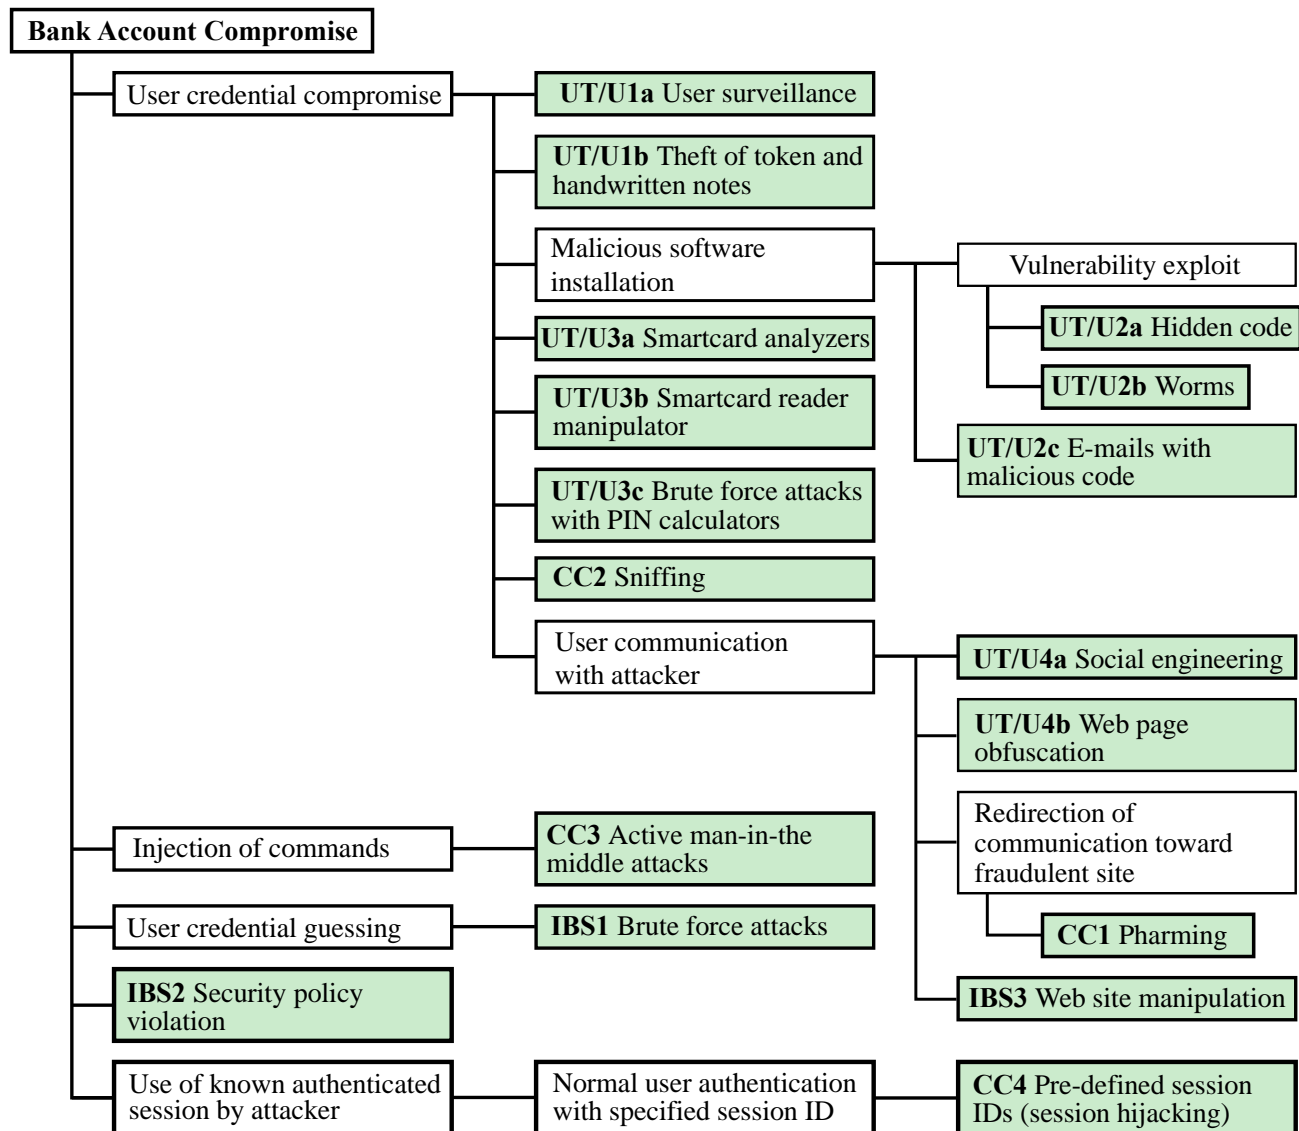 Bank Account Compromise
User credential compromise
UT/U1a User surveillance
UT/U1b Theft of token and
handwritten notes
Malicious software
installation
Vulnerability exploit
UT/U2a Hidden code
UT/U2b Worms
UT/U2c E-mails with
malicious code
UT/U3a Smartcard analyzers
UT/U3b Smartcard reader
manipulator
UT/U3c Brute force attacks
with PIN calculators
CC2 Sniffing
User communication
with attacker
UT/U4a Social engineering
UT/U4b Web page
obfuscation
Redirection of
communication toward
fraudulent site
CC1 Pharming
IBS3 Web site manipulation
Injection of commands
CC3 Active man-in-the
middle attacks
User credential guessing
IBS1 Brute force attacks
IBS2 Security policy
violation
Use of known authenticated
session by attacker
Normal user authentication
with specified session ID
CC4 Pre-defined session
IDs (session hijacking)